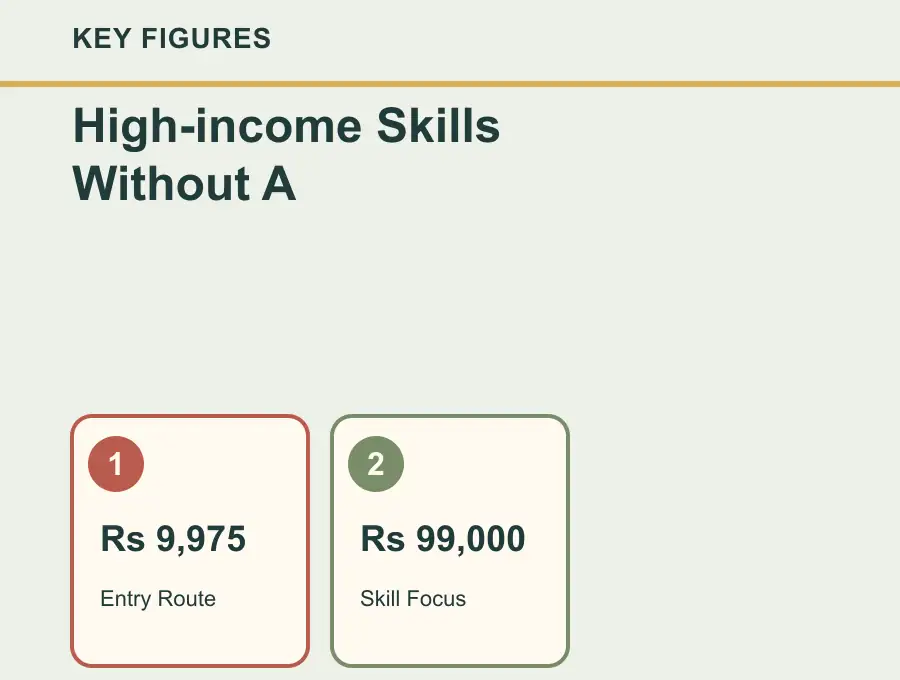 KEY FIGURES
High-income Skills
Without A
1
Rs 9,975
Entry Route
2
Rs 99,000
Skill Focus